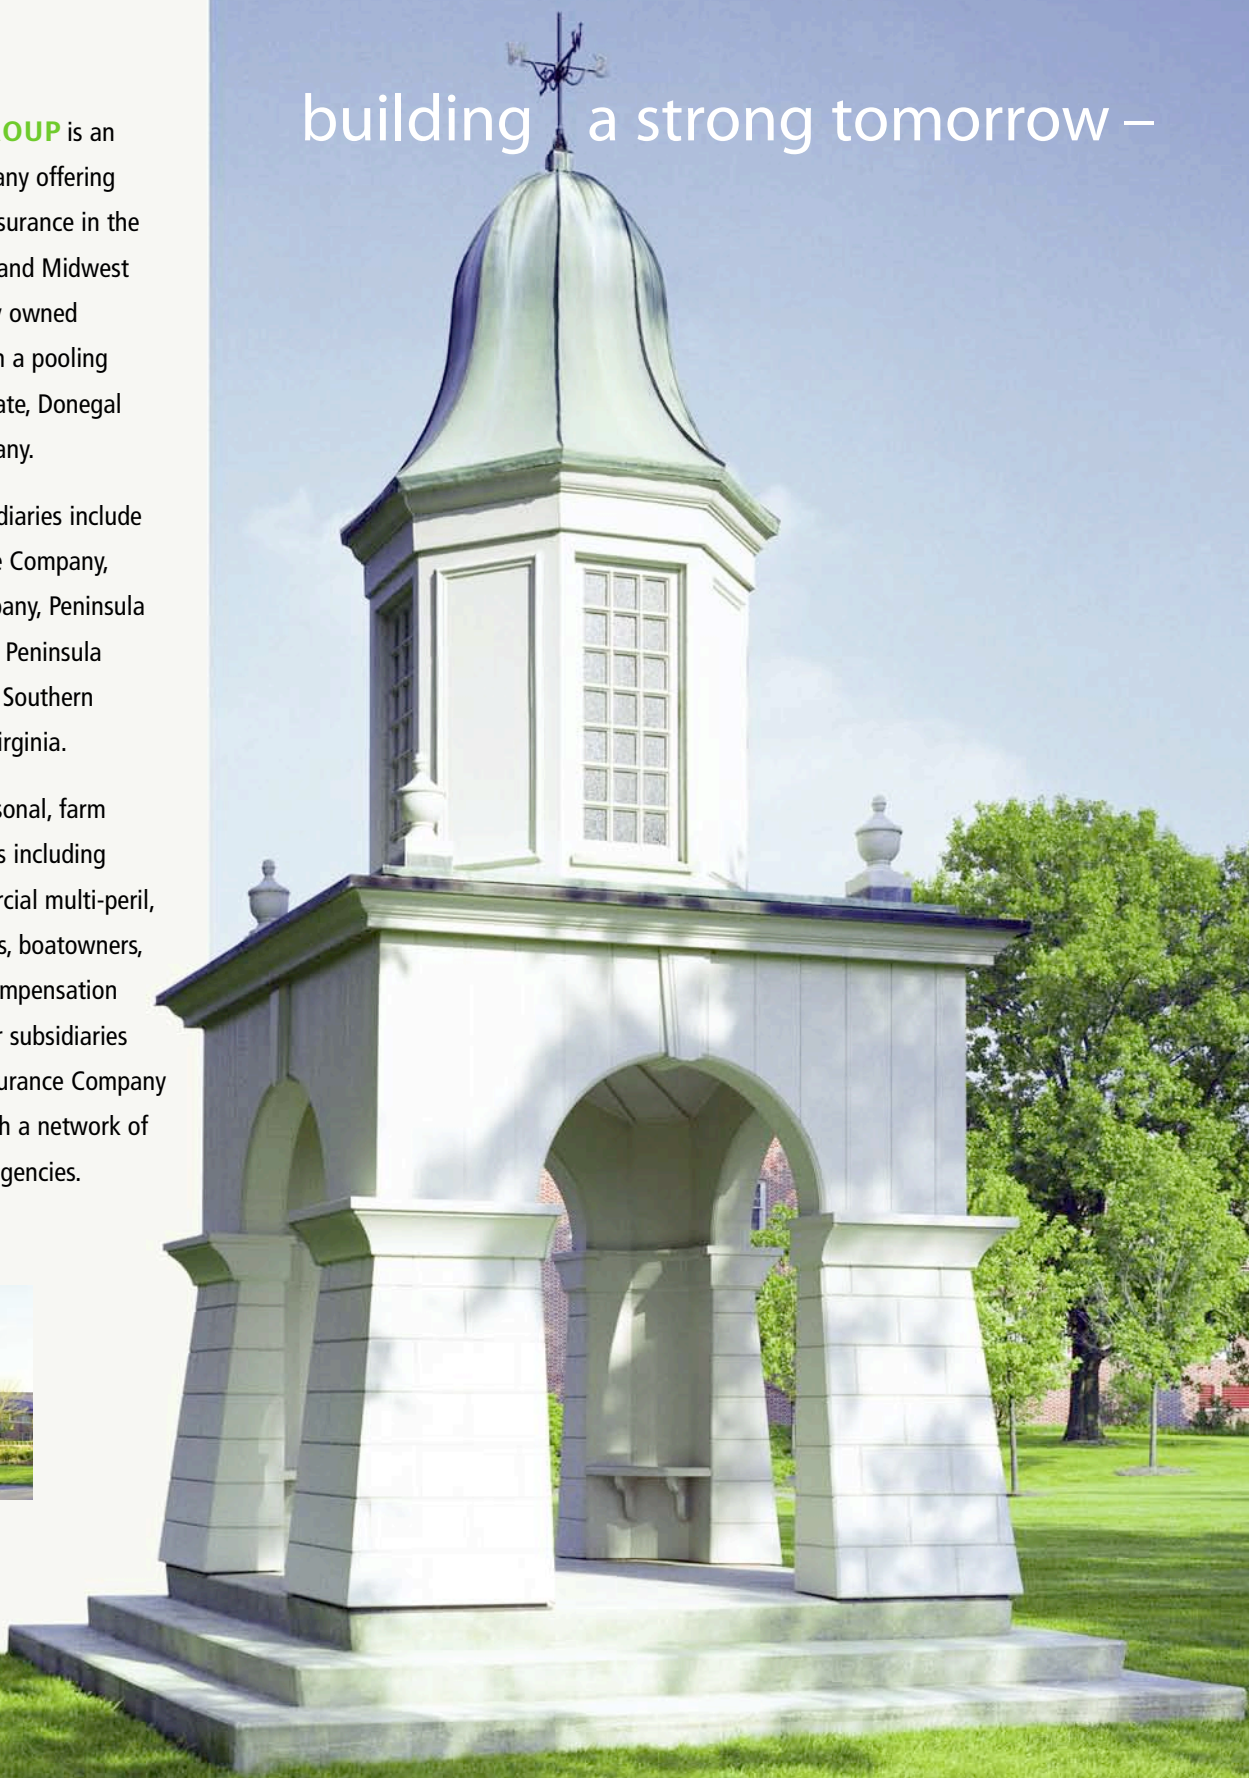 building a strong tomorrow –
OUP is an
any offering
surance in the
and Midwest
owned
a pooling
ate, Donegal
any.
diaries include
Company,
pany, Peninsula
Peninsula
Southern
irginia.
sonal, farm
s including
rcial multi-peril,
s, boatowners,
mpensation
r subsidiaries
urance Company
h a network of
gencies.